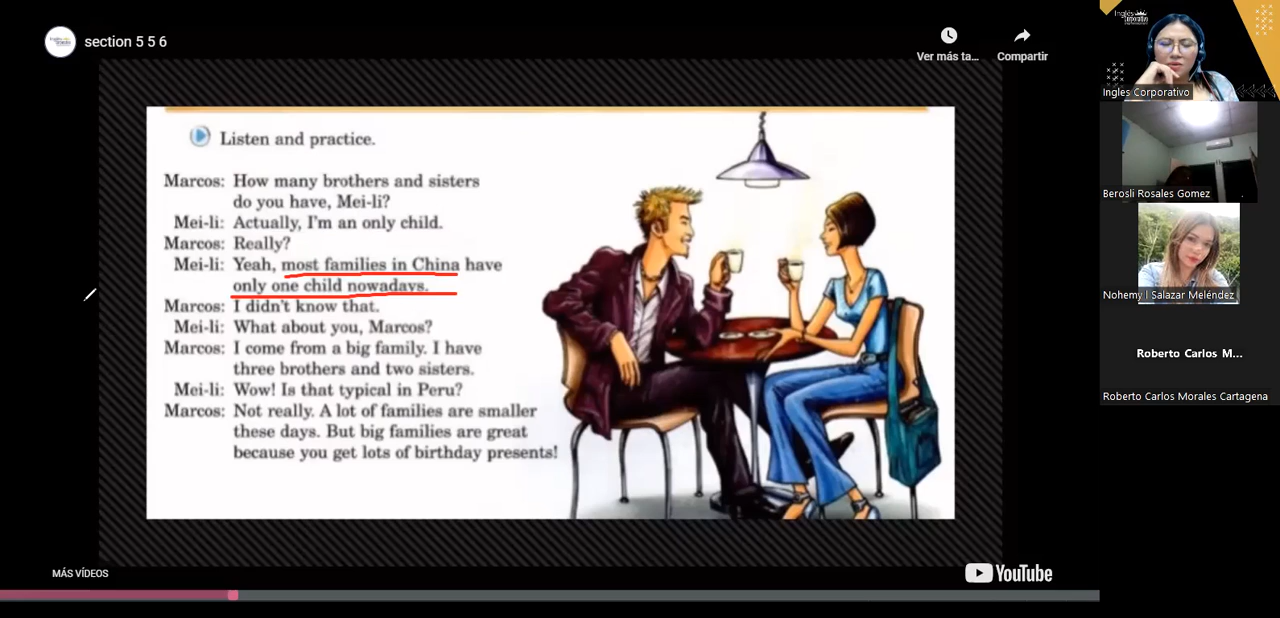 section 5 5 6
Ver más ta...
Compartir
Listen and practice.
Marcos: How many brothers and sisters
do you have, Mei-li?
Mei-li: Actually, I'm an only child.
Marcos: Really?
Mei-li: Yeah, most families in China have
only one child nowadays.
Marcos: I didn't know that.
Mei-li: What about you, Marcos?
Marcos: I come from a big family. I have
three brothers and two sisters.
Mei-li: Wow! Is that typical in Peru?
Marcos: Not really. A lot of families are smaller
these days. But big families are great
because you get lots of birthday presents!
MÁS VÍDEOS
YouTube
Inglés
Corporativo
Ingles Corporativo
Berosli Rosales Gomez
Nohemy I Salazar Meléndez
Roberto Carlos M...
Roberto Carlos Morales Cartagena